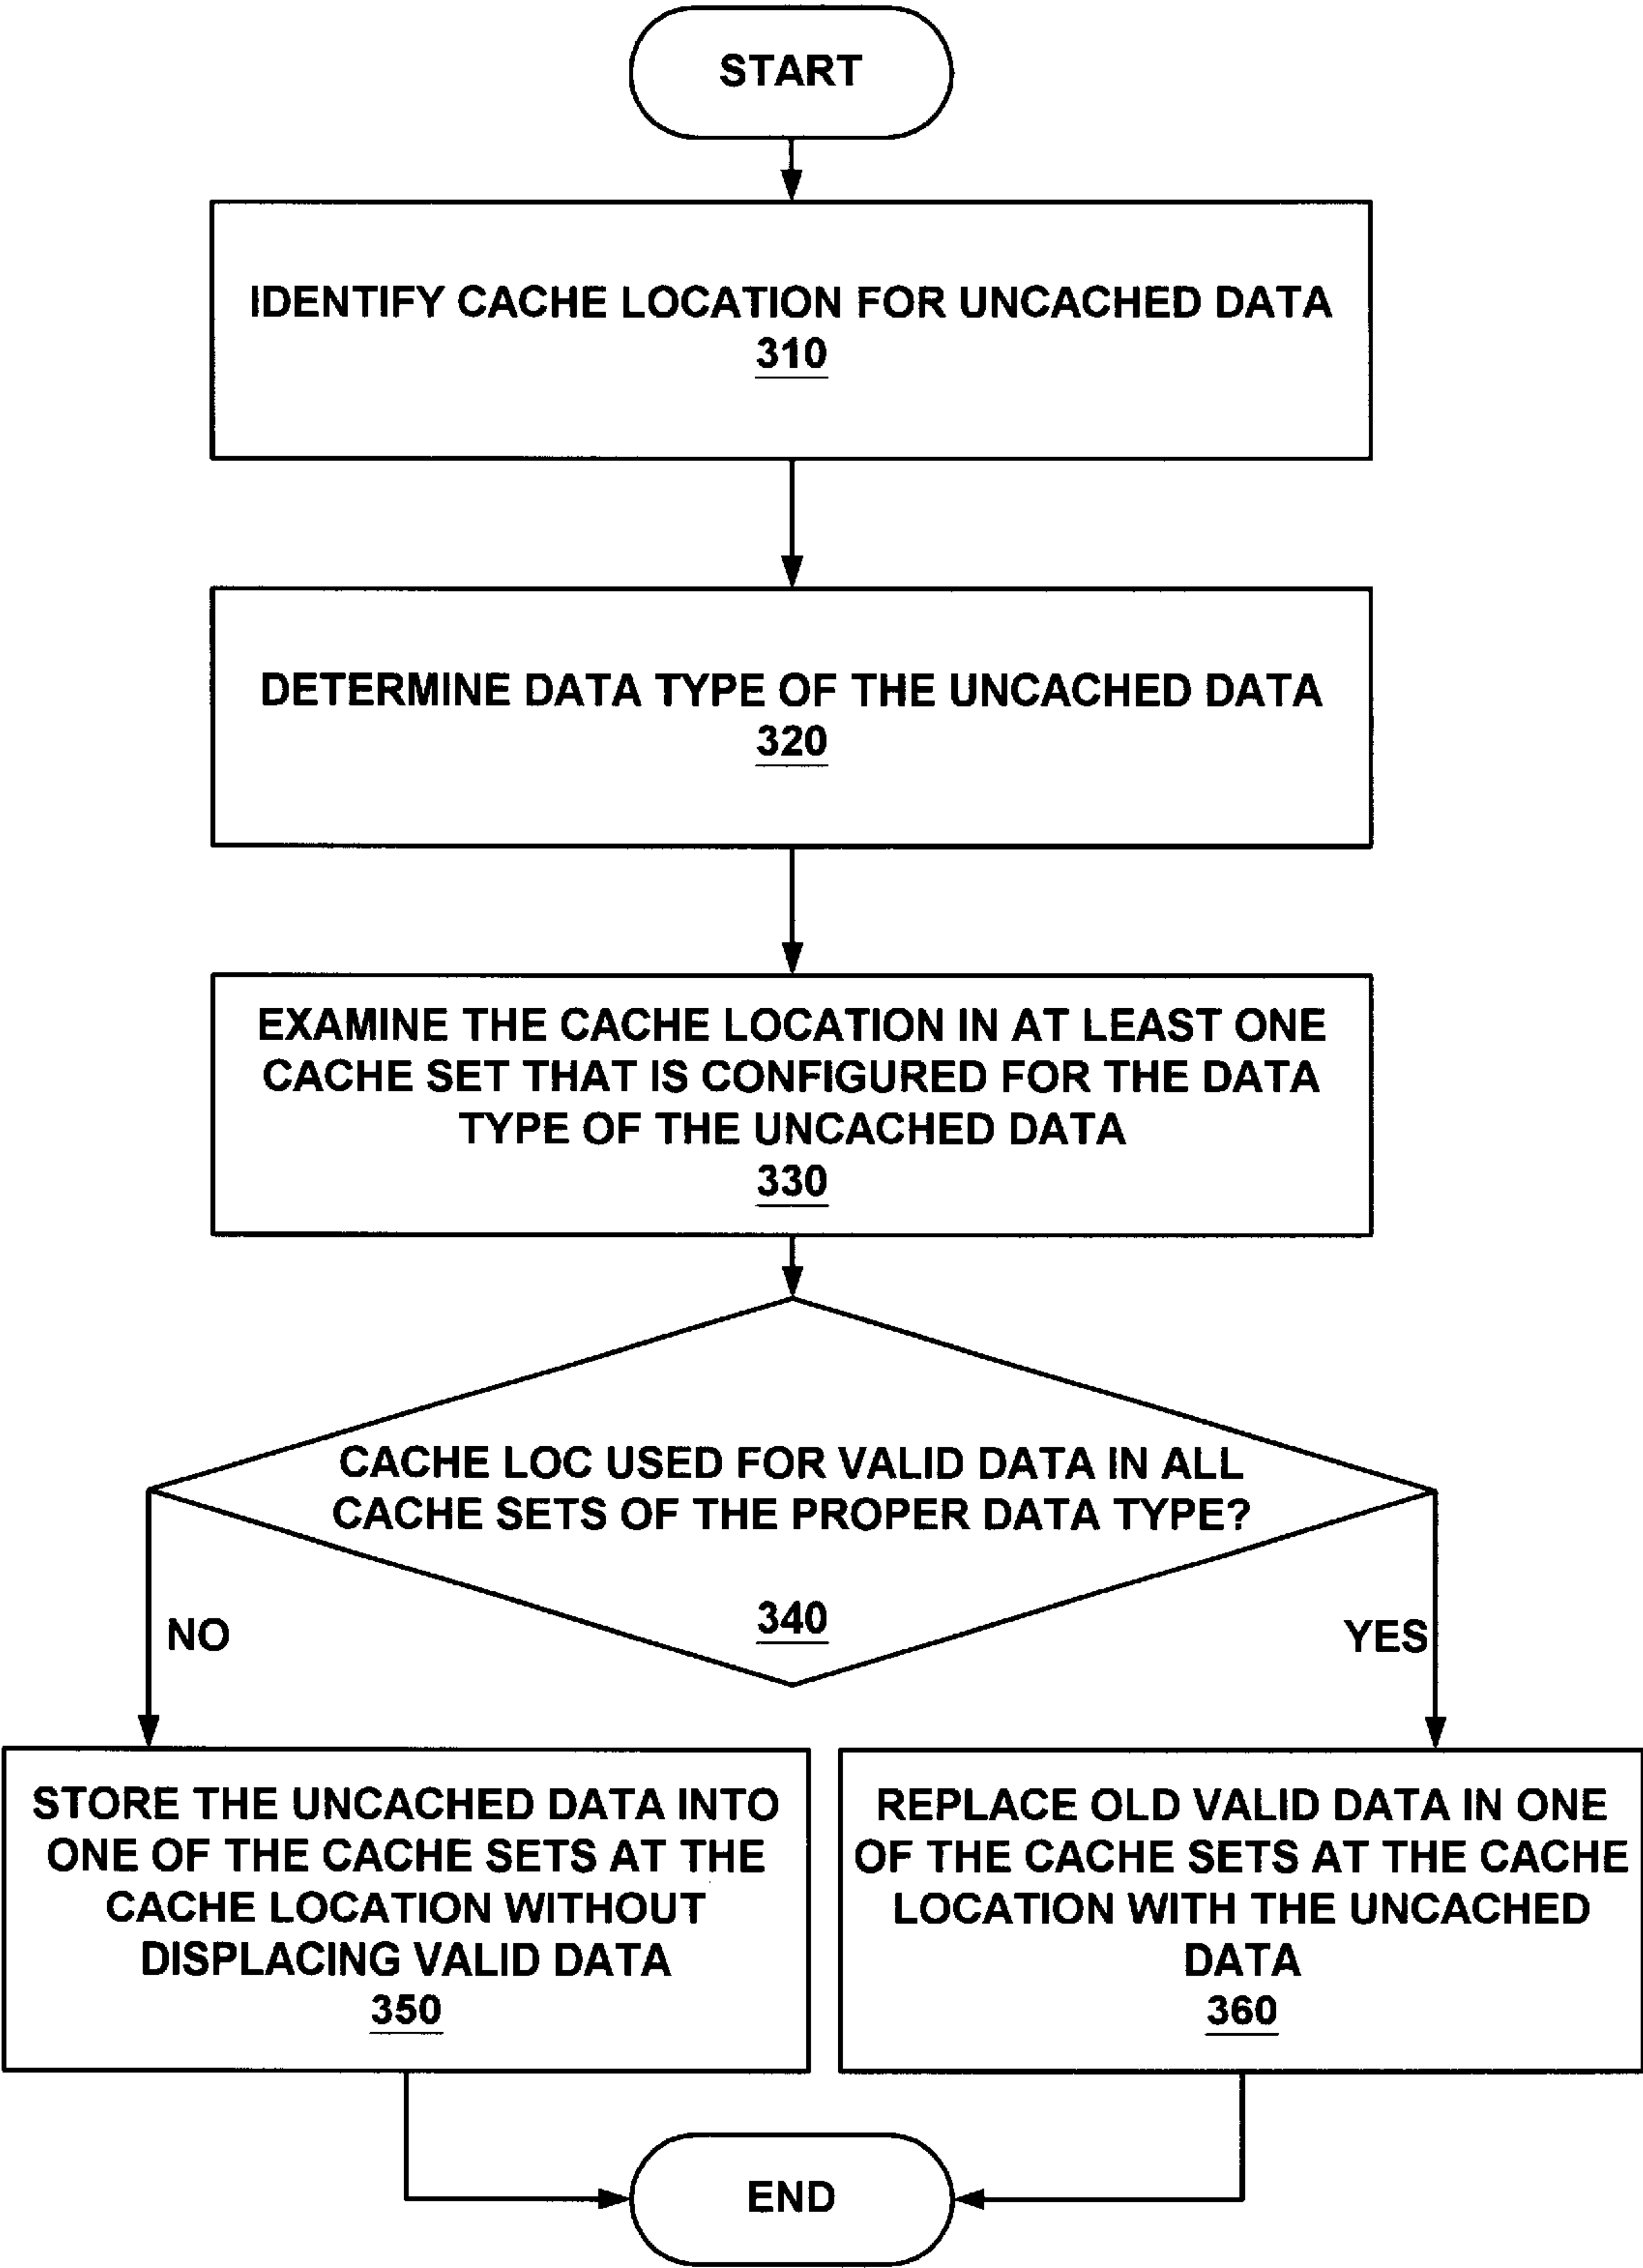 START
IDENTIFY CACHE LOCATION FOR UNCACHED DATA
310
DETERMINE DATA TYPE OF THE UNCACHED DATA
320
EXAMINE THE CACHE LOCATION IN AT LEAST ONE
CACHE SET THAT IS CONFIGURED FOR THE DATA
TYPE OF THE UNCACHED DATA
330
CACHE LOC USED FOR VALID DATA IN ALL
CACHE SETS OF THE PROPER DATA TYPE?
340
NO
YES
STORE THE UNCACHED DATA INTO
ONE OF THE CACHE SETS AT THE
CACHE LOCATION WITHOUT
DISPLACING VALID DATA
350
REPLACE OLD VALID DATA IN ONE
OF THE CACHE SETS AT THE CACHE
LOCATION WITH THE UNCACHED
DATA
360
END